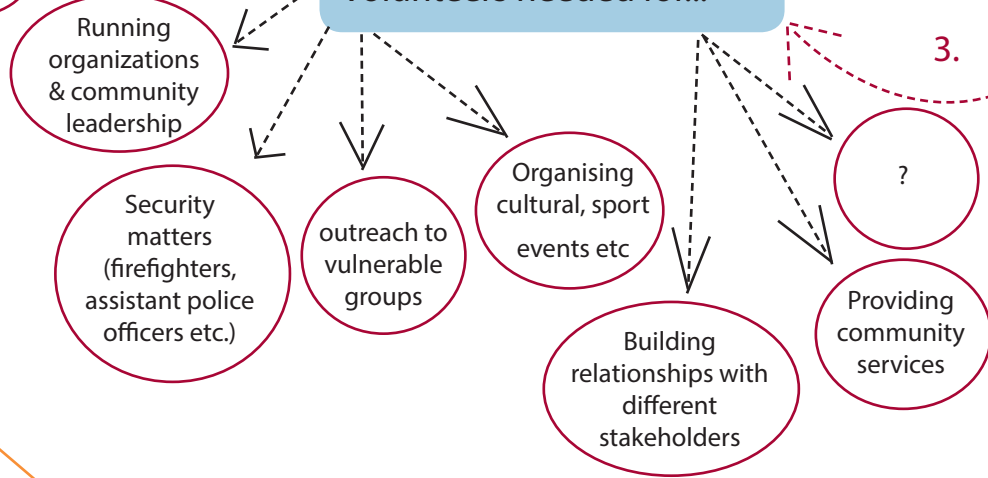 Running
organizations
& community
leadership
3.
Security
matters
(firefighters,
assistant police
officers etc.)
outreach to
vulnerable
groups
Organising
cultural, sport
events etc
?
Building
relationships with
different
stakeholders
Providing
community
services